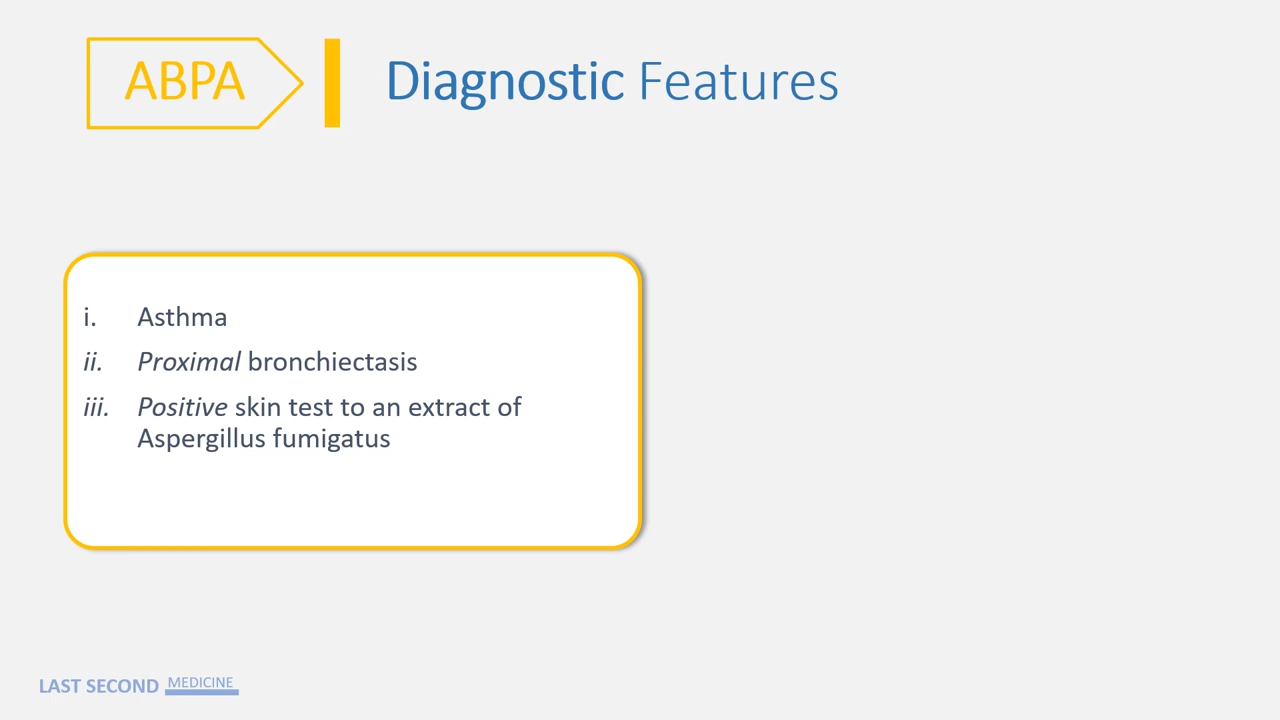 ABPA
Diagnostic Features
i. Asthma
ii. Proximal bronchiectasis
iii. Positive skin test to an extract of
Aspergillus fumigatus
LAST SECOND MEDICINE